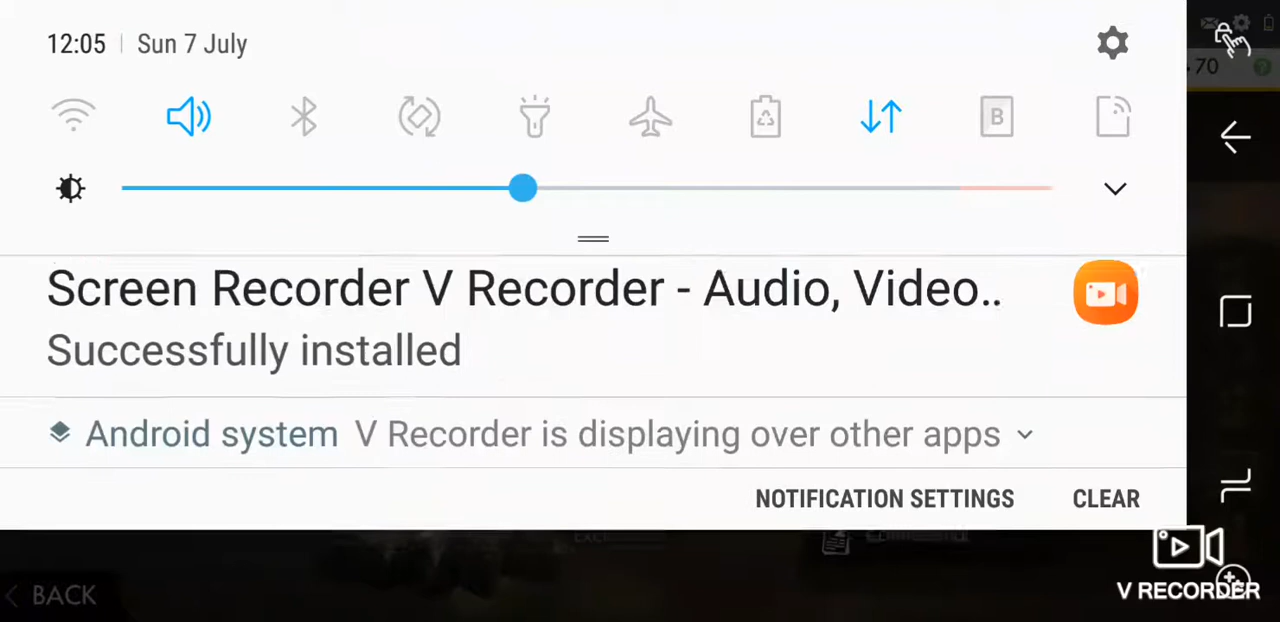 12:05 | Sun 7 July
70
B
Screen Recorder V Recorder - Audio, Video..
Successfully installed
Android system V Recorder is displaying over other apps
NOTIFICATION SETTINGS CLEAR
BACK
V RECORDER